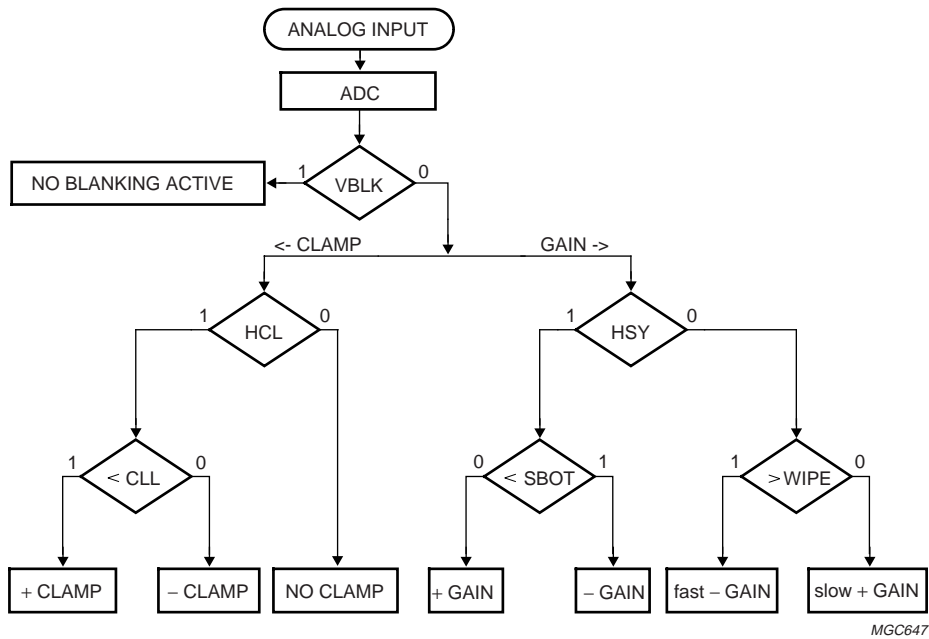 ANALOG INPUT
ADC
1 VBLK 0
NO BLANKING ACTIVE
<- CLAMP GAIN ->
1 HCL 0
1 HSY 0
1 < CLL 0
0 < SBOT 1
1 > WIPE 0
+ CLAMP
− CLAMP
NO CLAMP
+ GAIN
− GAIN
fast − GAIN
slow + GAIN
MGC647